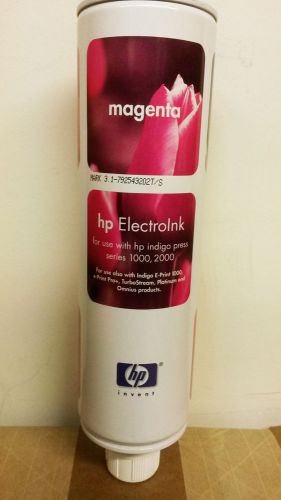 magenta
MARK 3.1-792543202T/S
hp ElectroInk
for use with hp indigo press
series 1000, 2000
For use also with Indigo E-Print 1000,
e-Print Pro+, TurboStream, Platinum and
Omnius products.
hp
invent